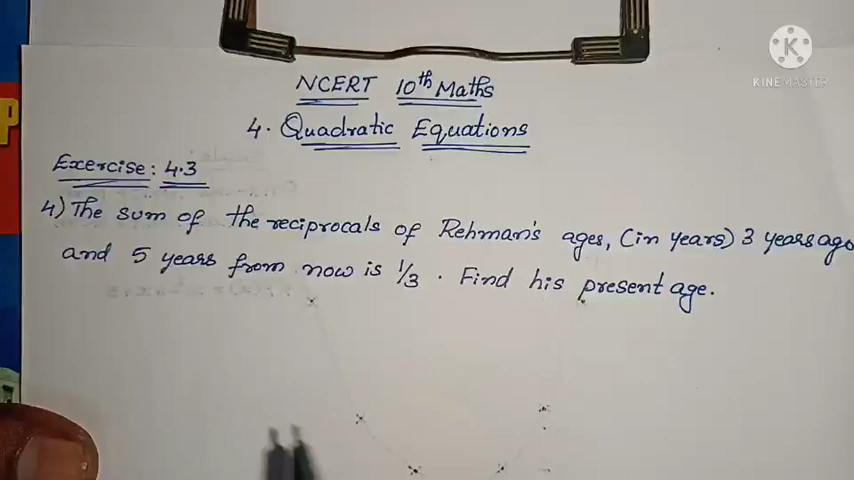 NCERT 10th Maths
4. Quadratic Equations
Exercise: 4.3
4) The sum of the reciprocals of Rehman's ages, (in years) 3 years ago
and 5 years from now is 1/3. Find his present age.
K
KINEMASTER
P